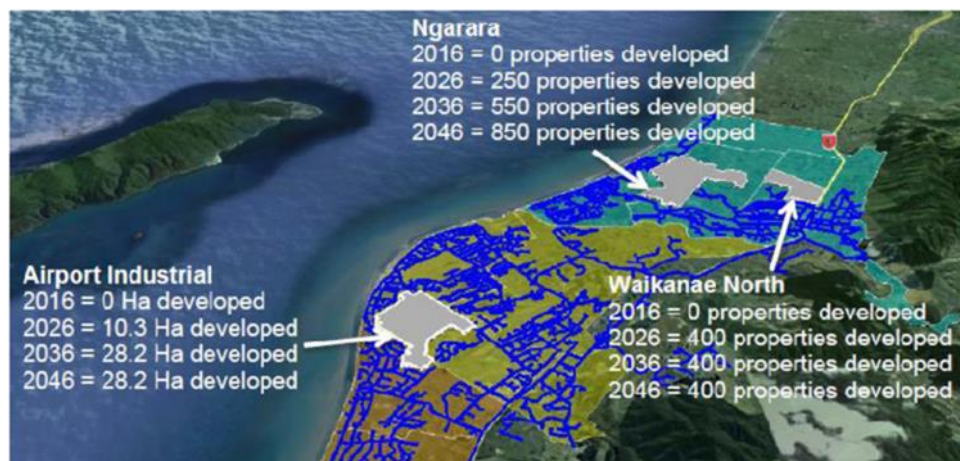 Ngarara
2016 = 0 properties developed
2026 = 250 properties developed
2036 = 550 properties developed
2046 = 850 properties developed
1
Airport Industrial
2016 = 0 Ha developed
2026 = 10.3 Ha developed
2036 = 28.2 Ha developed
2046 = 28.2 Ha developed
Waikanae North
2016 = 0 properties developed
2026 = 400 properties developed
2036 = 400 properties developed
2046 = 400 properties developed